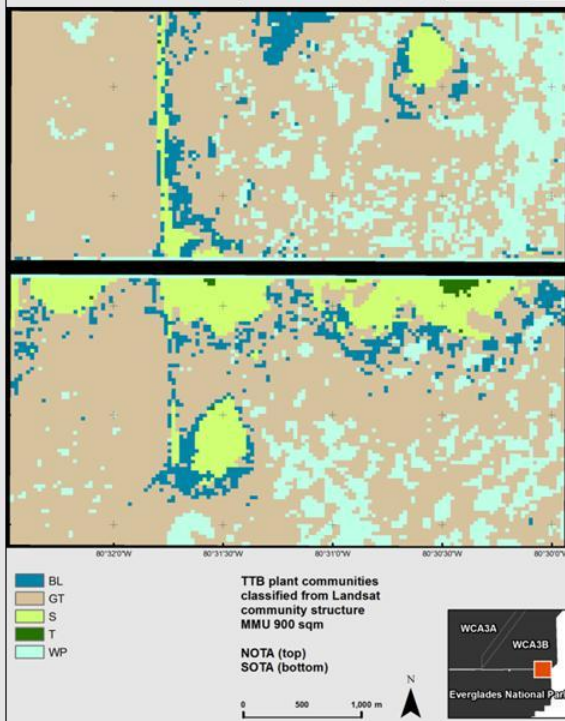 80°32'0"W 80°31'30"W 80°31'0"W 80°30'30"W 80°30'0"W
BL
GT
S
T
WP
TTB plant communities
classified from Landsat
community structure
MMU 900 sqm
NOTA (top)
SOTA (bottom)
N
0 500 1,000 m
WCA3A
WCA3B
Everglades National Park